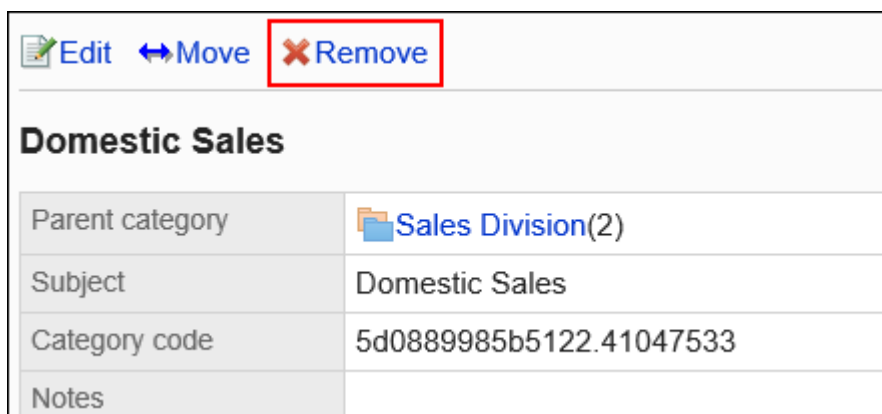 Edit Move Remove
Domestic Sales
Parent category Sales Division(2)
Subject Domestic Sales
Category code 5d0889985b5122.41047533
Notes